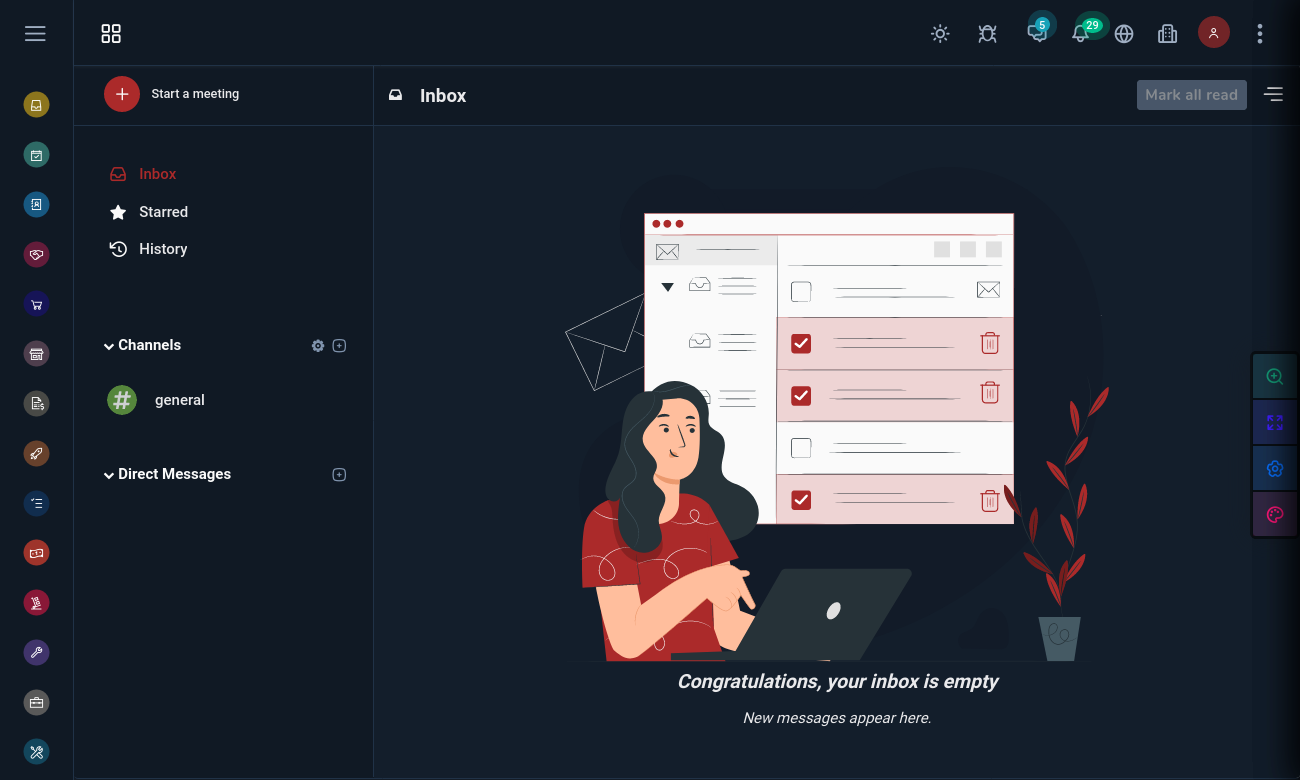 5
29
Start a meeting
Inbox
Mark all read
Inbox
Starred
History
Channels
general
Direct Messages
Congratulations, your inbox is empty
New messages appear here.